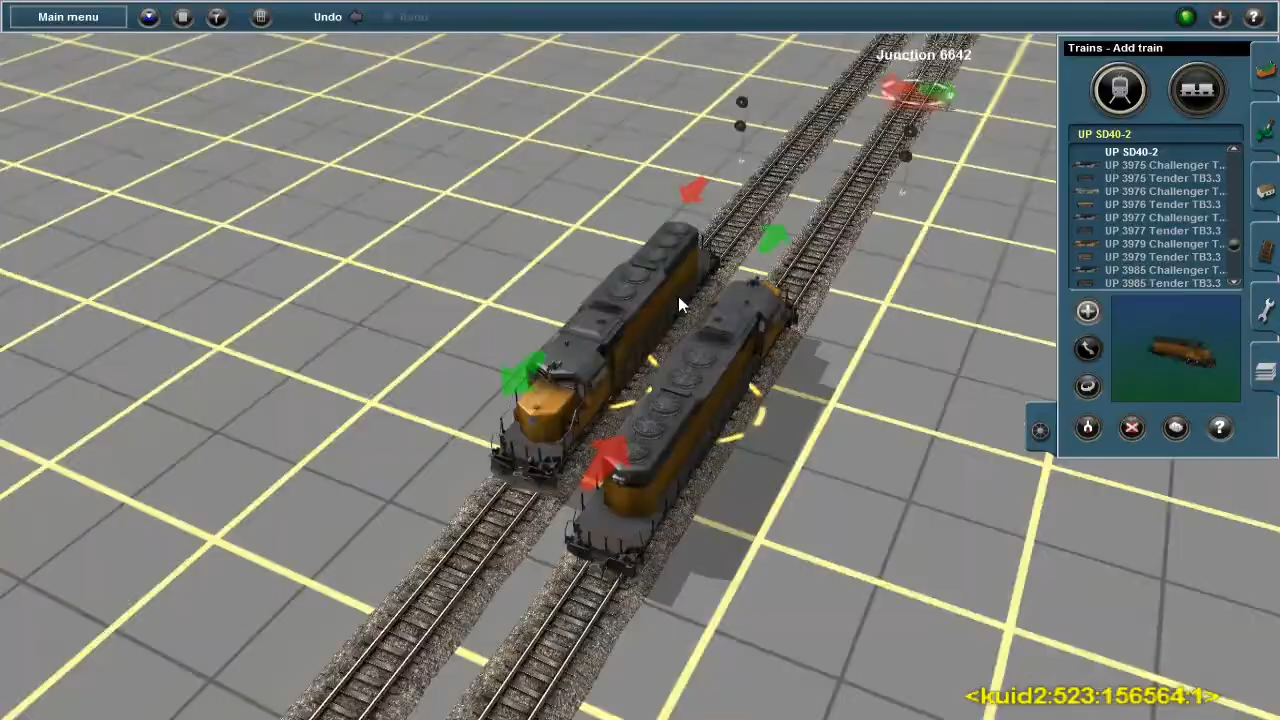 Main menu
Undo
Redo
?
Junction 6642
Trains - Add train
UP SD40-2
UP SD40-2
UP 3975 Challenger T...
UP 3975 Tender TB3.3
UP 3976 Challenger T...
UP 3976 Tender TB3.3
UP 3977 Challenger T...
UP 3977 Tender TB3.3
UP 3979 Challenger T...
UP 3979 Tender TB3.3
UP 3985 Challenger T...
UP 3985 Tender TB3.3
?
<kuid2:523:156564:1>